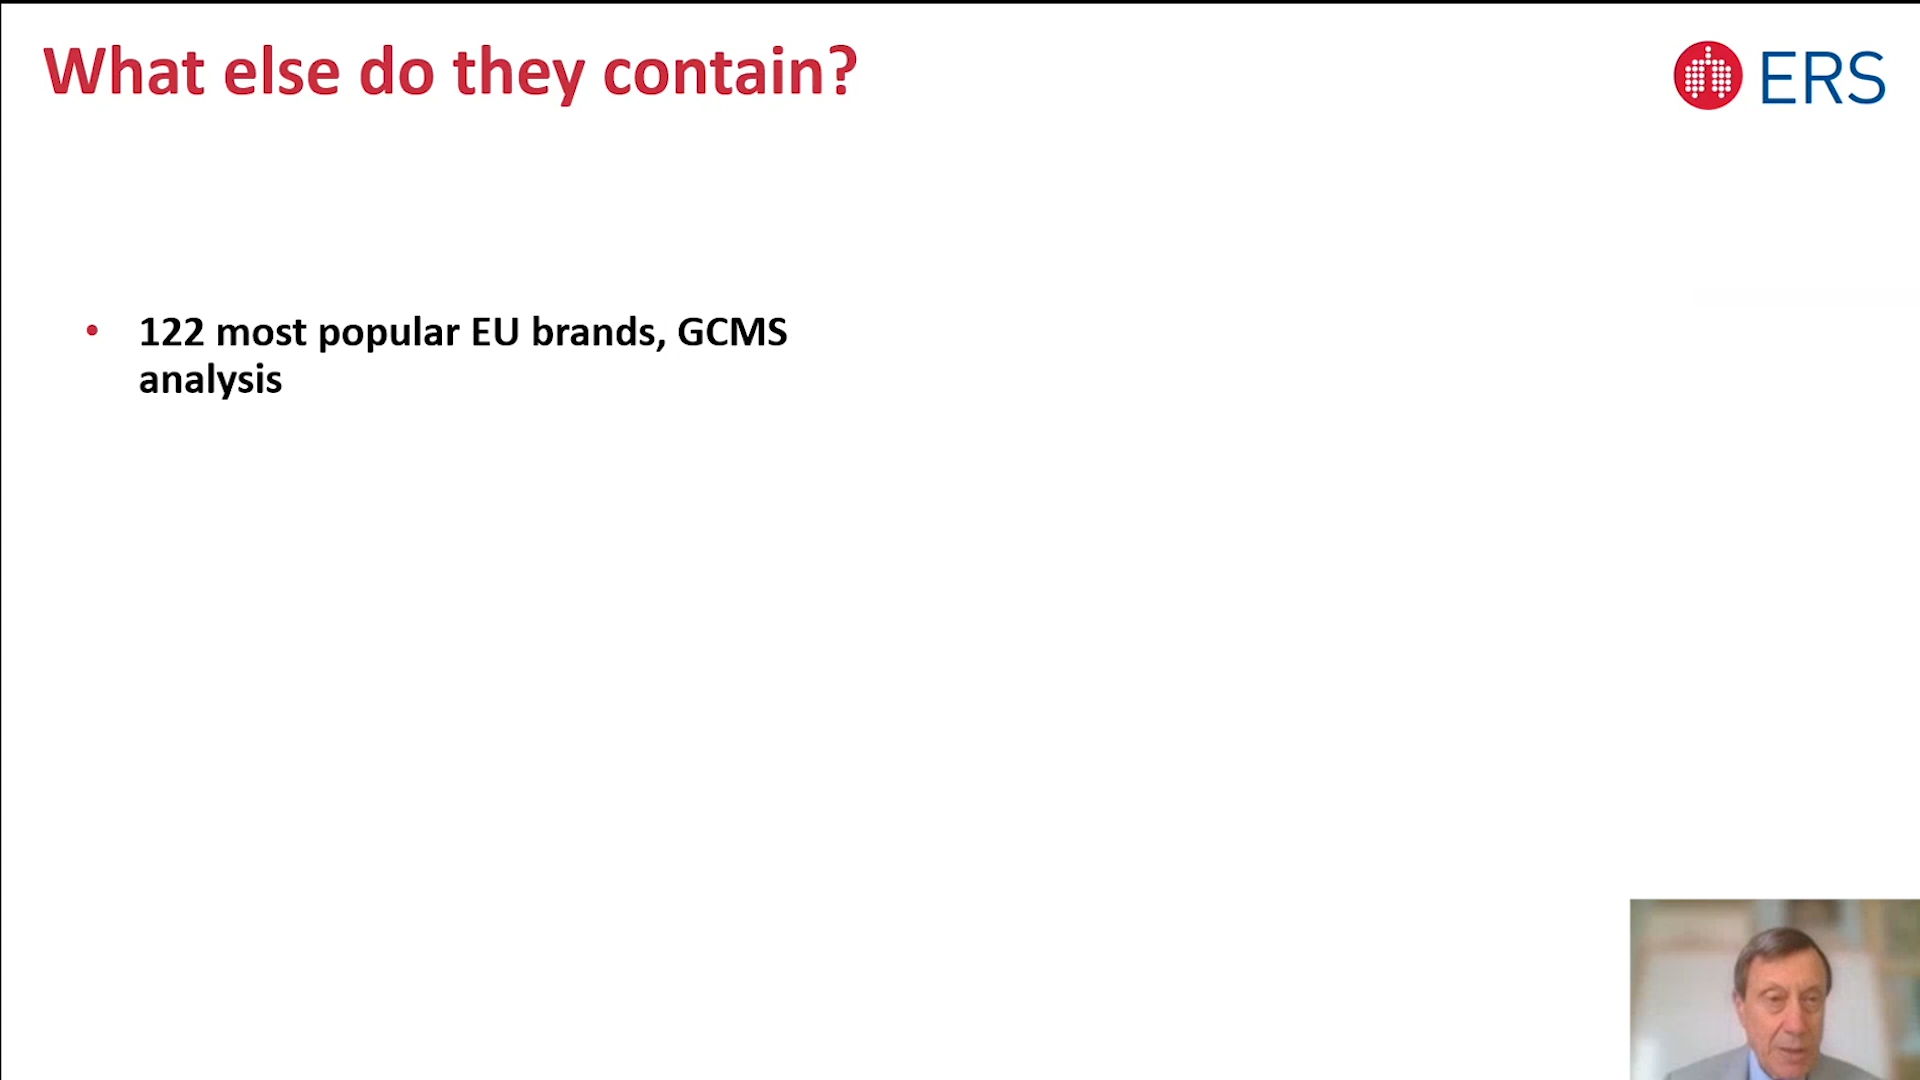 What else do they contain?
ERS
• 122 most popular EU brands, GCMS
analysis